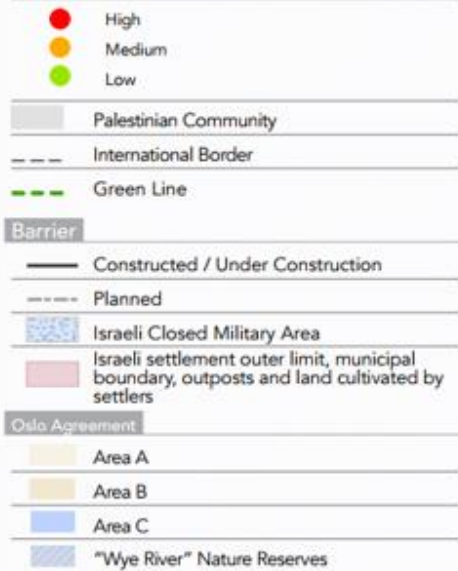 High
Medium
Low
Palestinian Community
International Border
Green Line
Barrier
Constructed / Under Construction
Planned
Israeli Closed Military Area
Israeli settlement outer limit, municipal
boundary, outposts and land cultivated by
settlers
Oslo Agreement
Area A
Area B
Area C
"Wye River" Nature Reserves